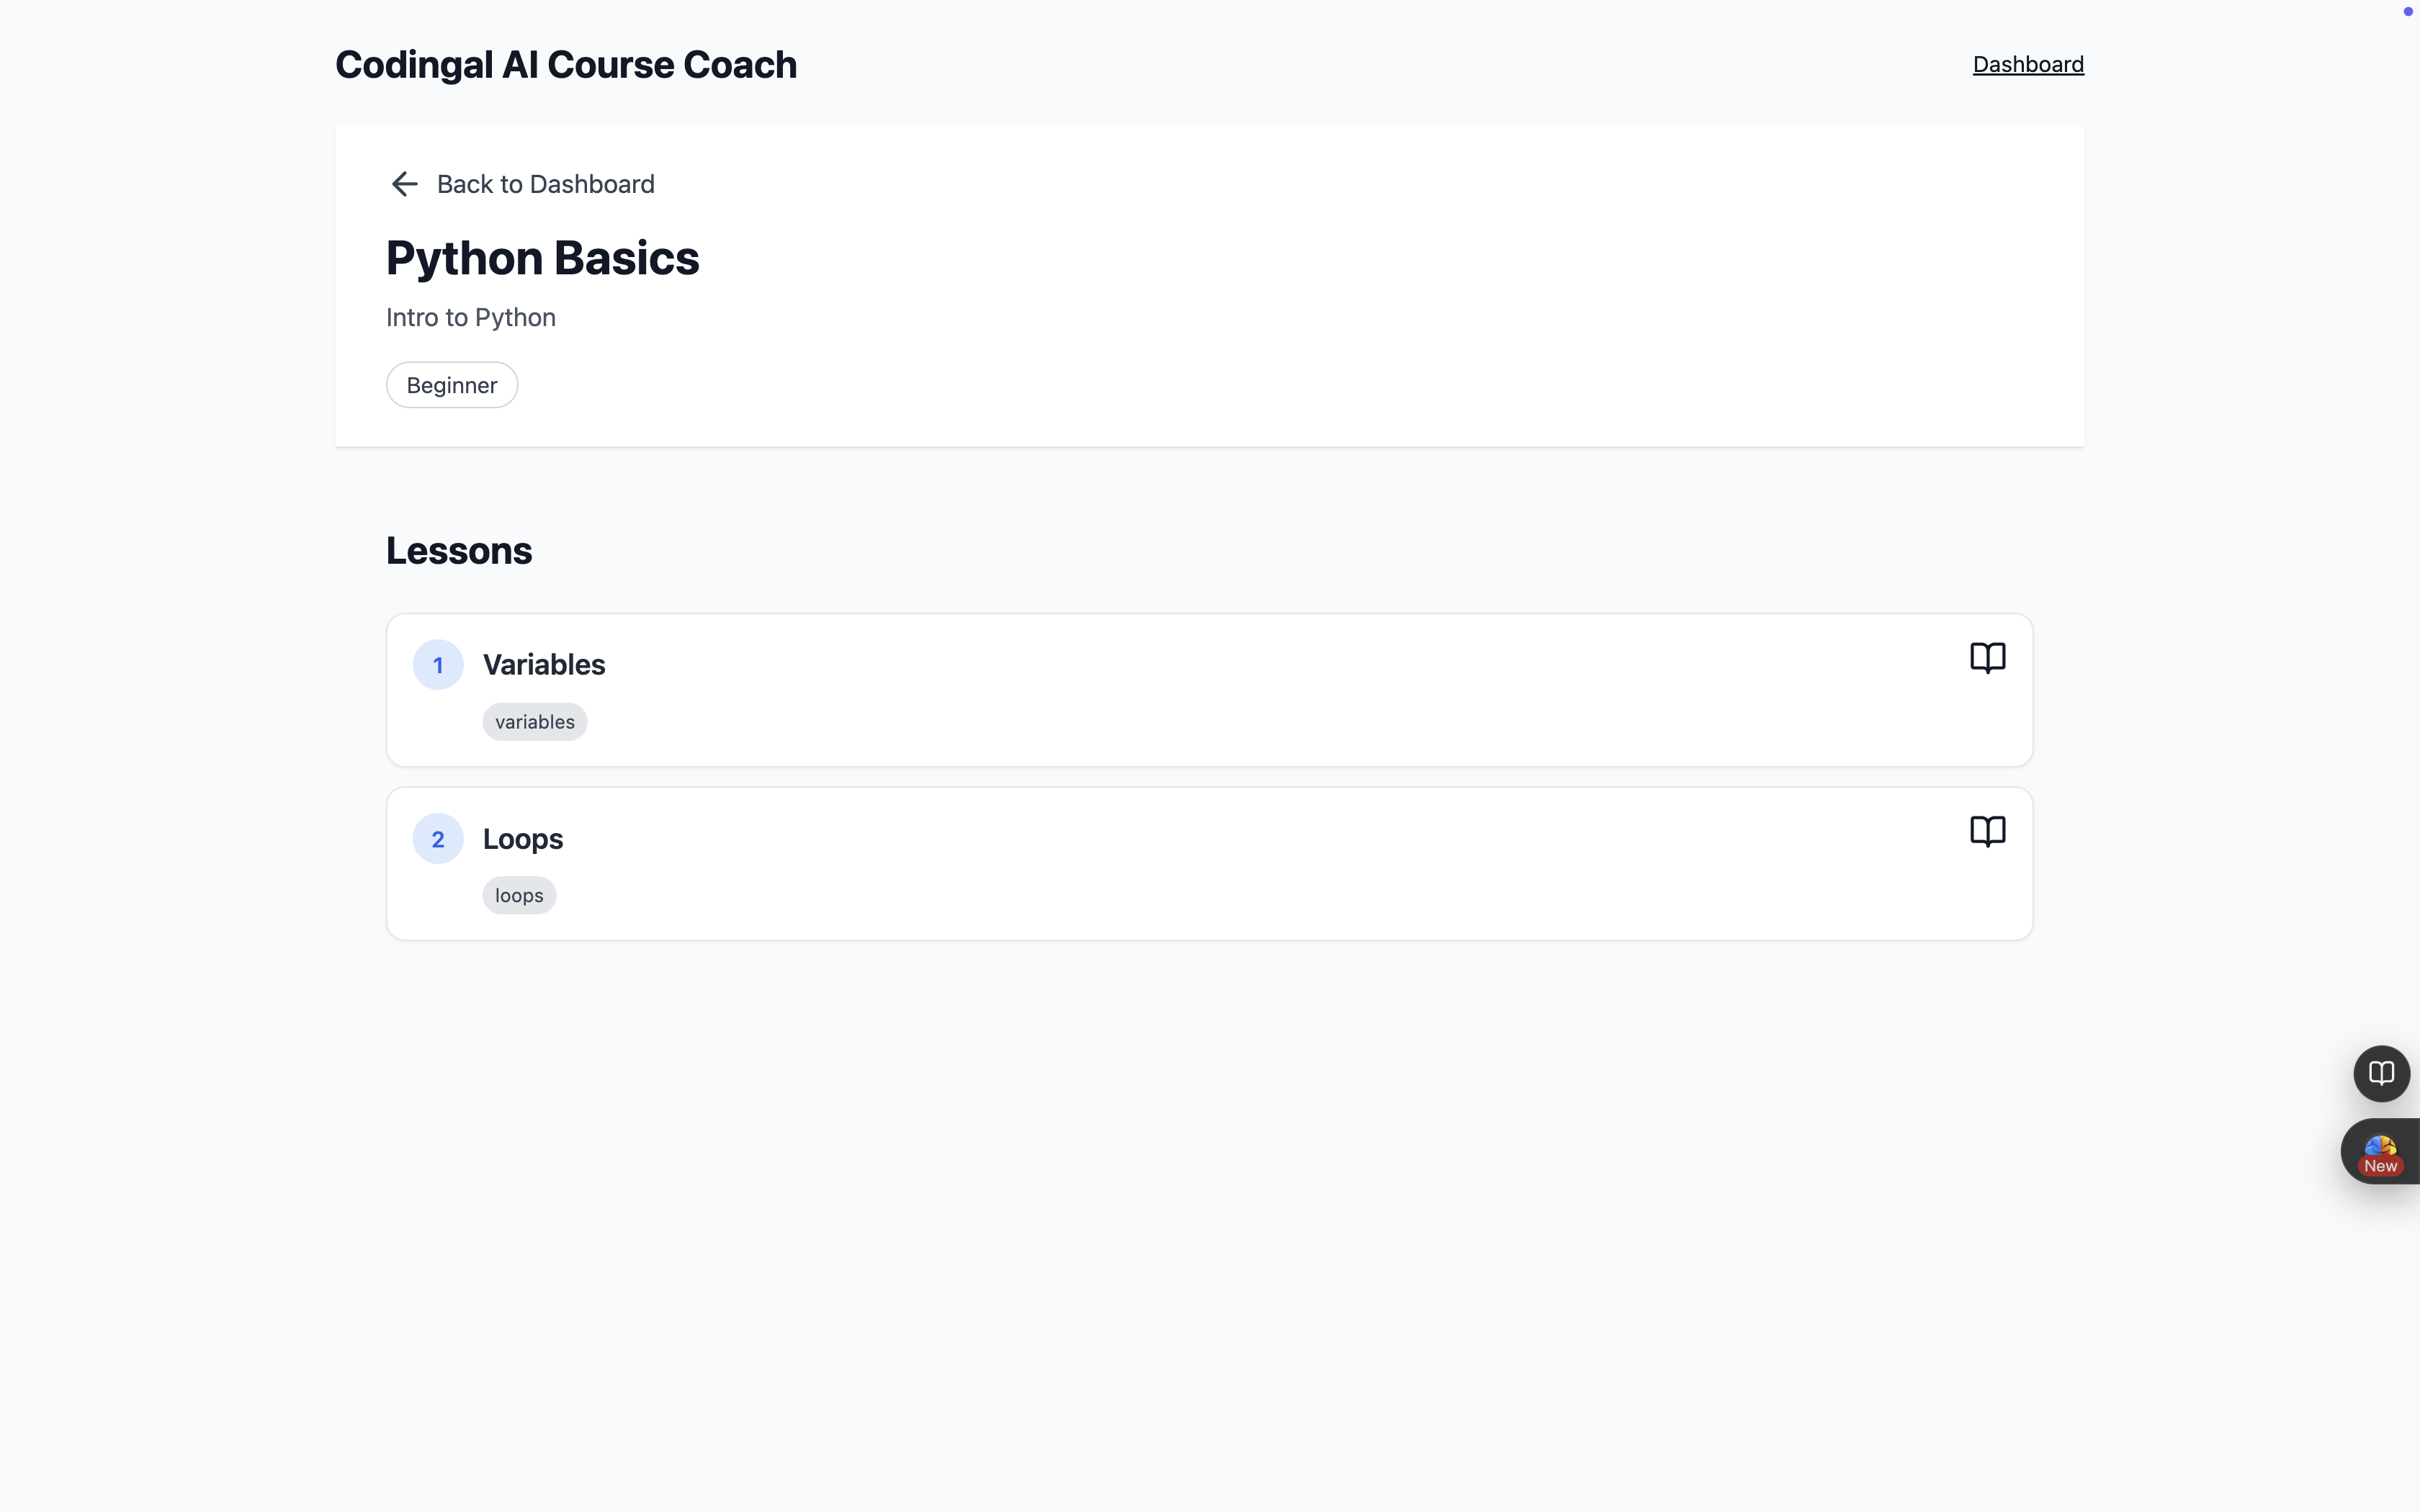 Codingal AI Course Coach
Dashboard
Back to Dashboard
Python Basics
Intro to Python
Beginner
Lessons
1 Variables
variables
2 Loops
loops
New